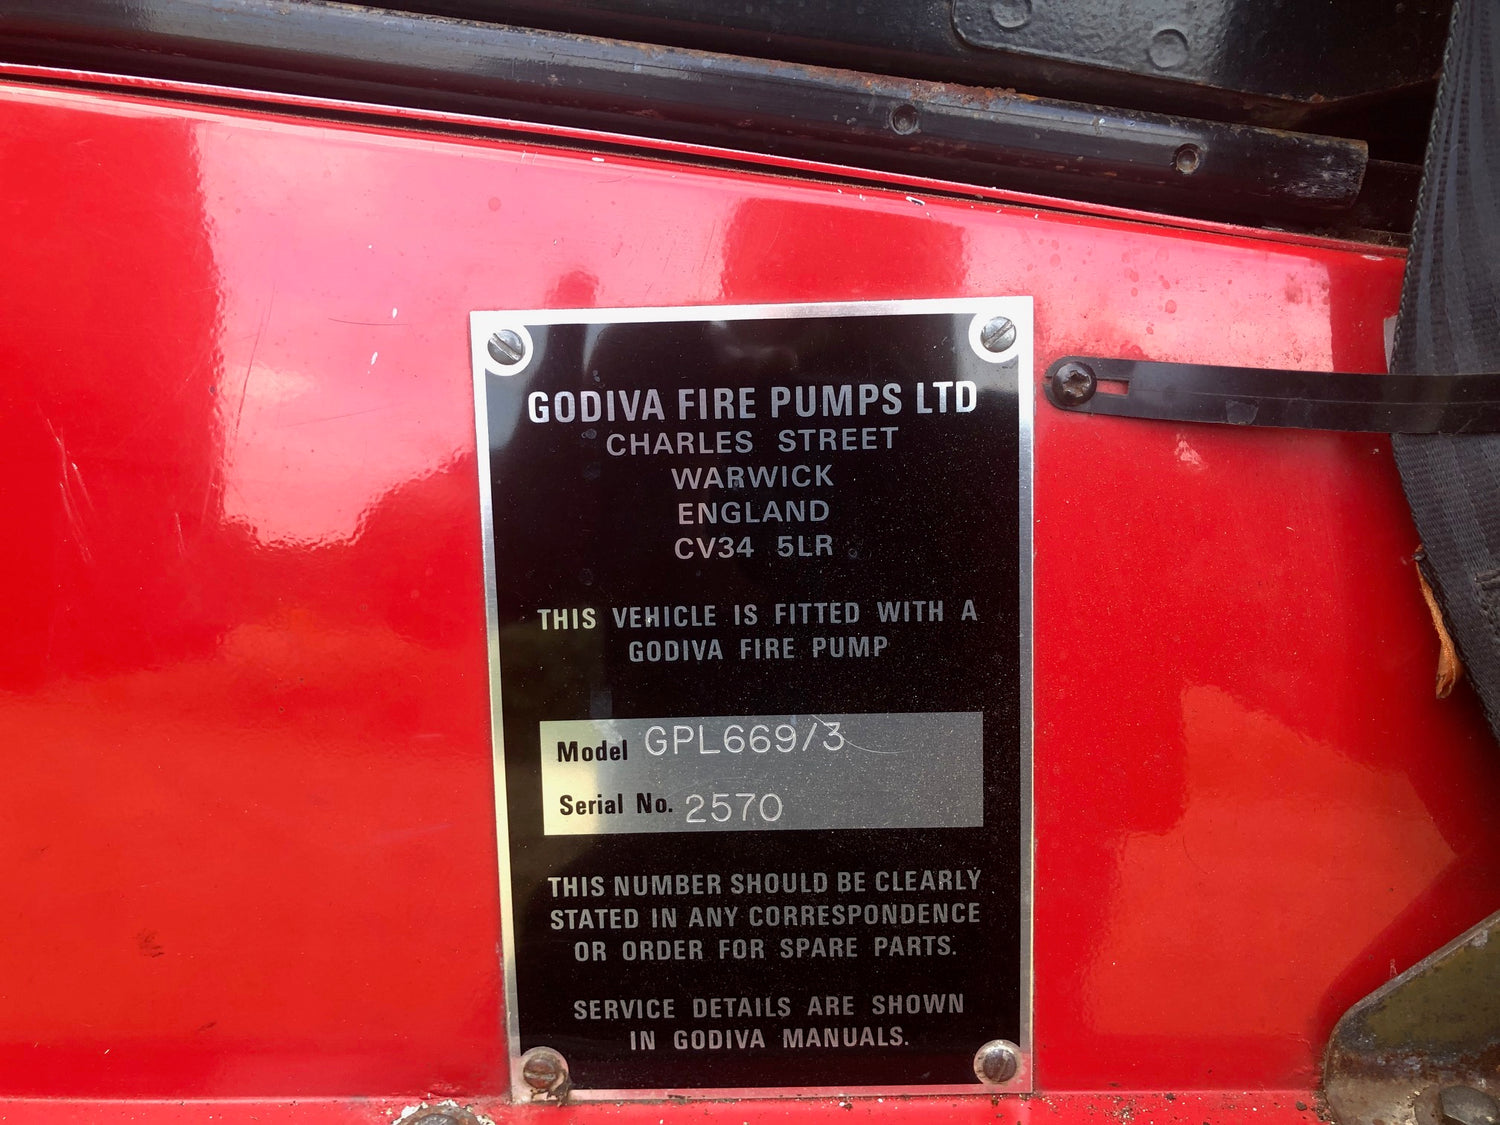 GODIVA FIRE PUMPS LTD
CHARLES STREET
WARWICK
ENGLAND
CV34 5LR
THIS VEHICLE IS FITTED WITH A
GODIVA FIRE PUMP
Model GPL669/3
Serial No. 2570
THIS NUMBER SHOULD BE CLEARLY
STATED IN ANY CORRESPONDENCE
OR ORDER FOR SPARE PARTS.
SERVICE DETAILS ARE SHOWN
IN GODIVA MANUALS.